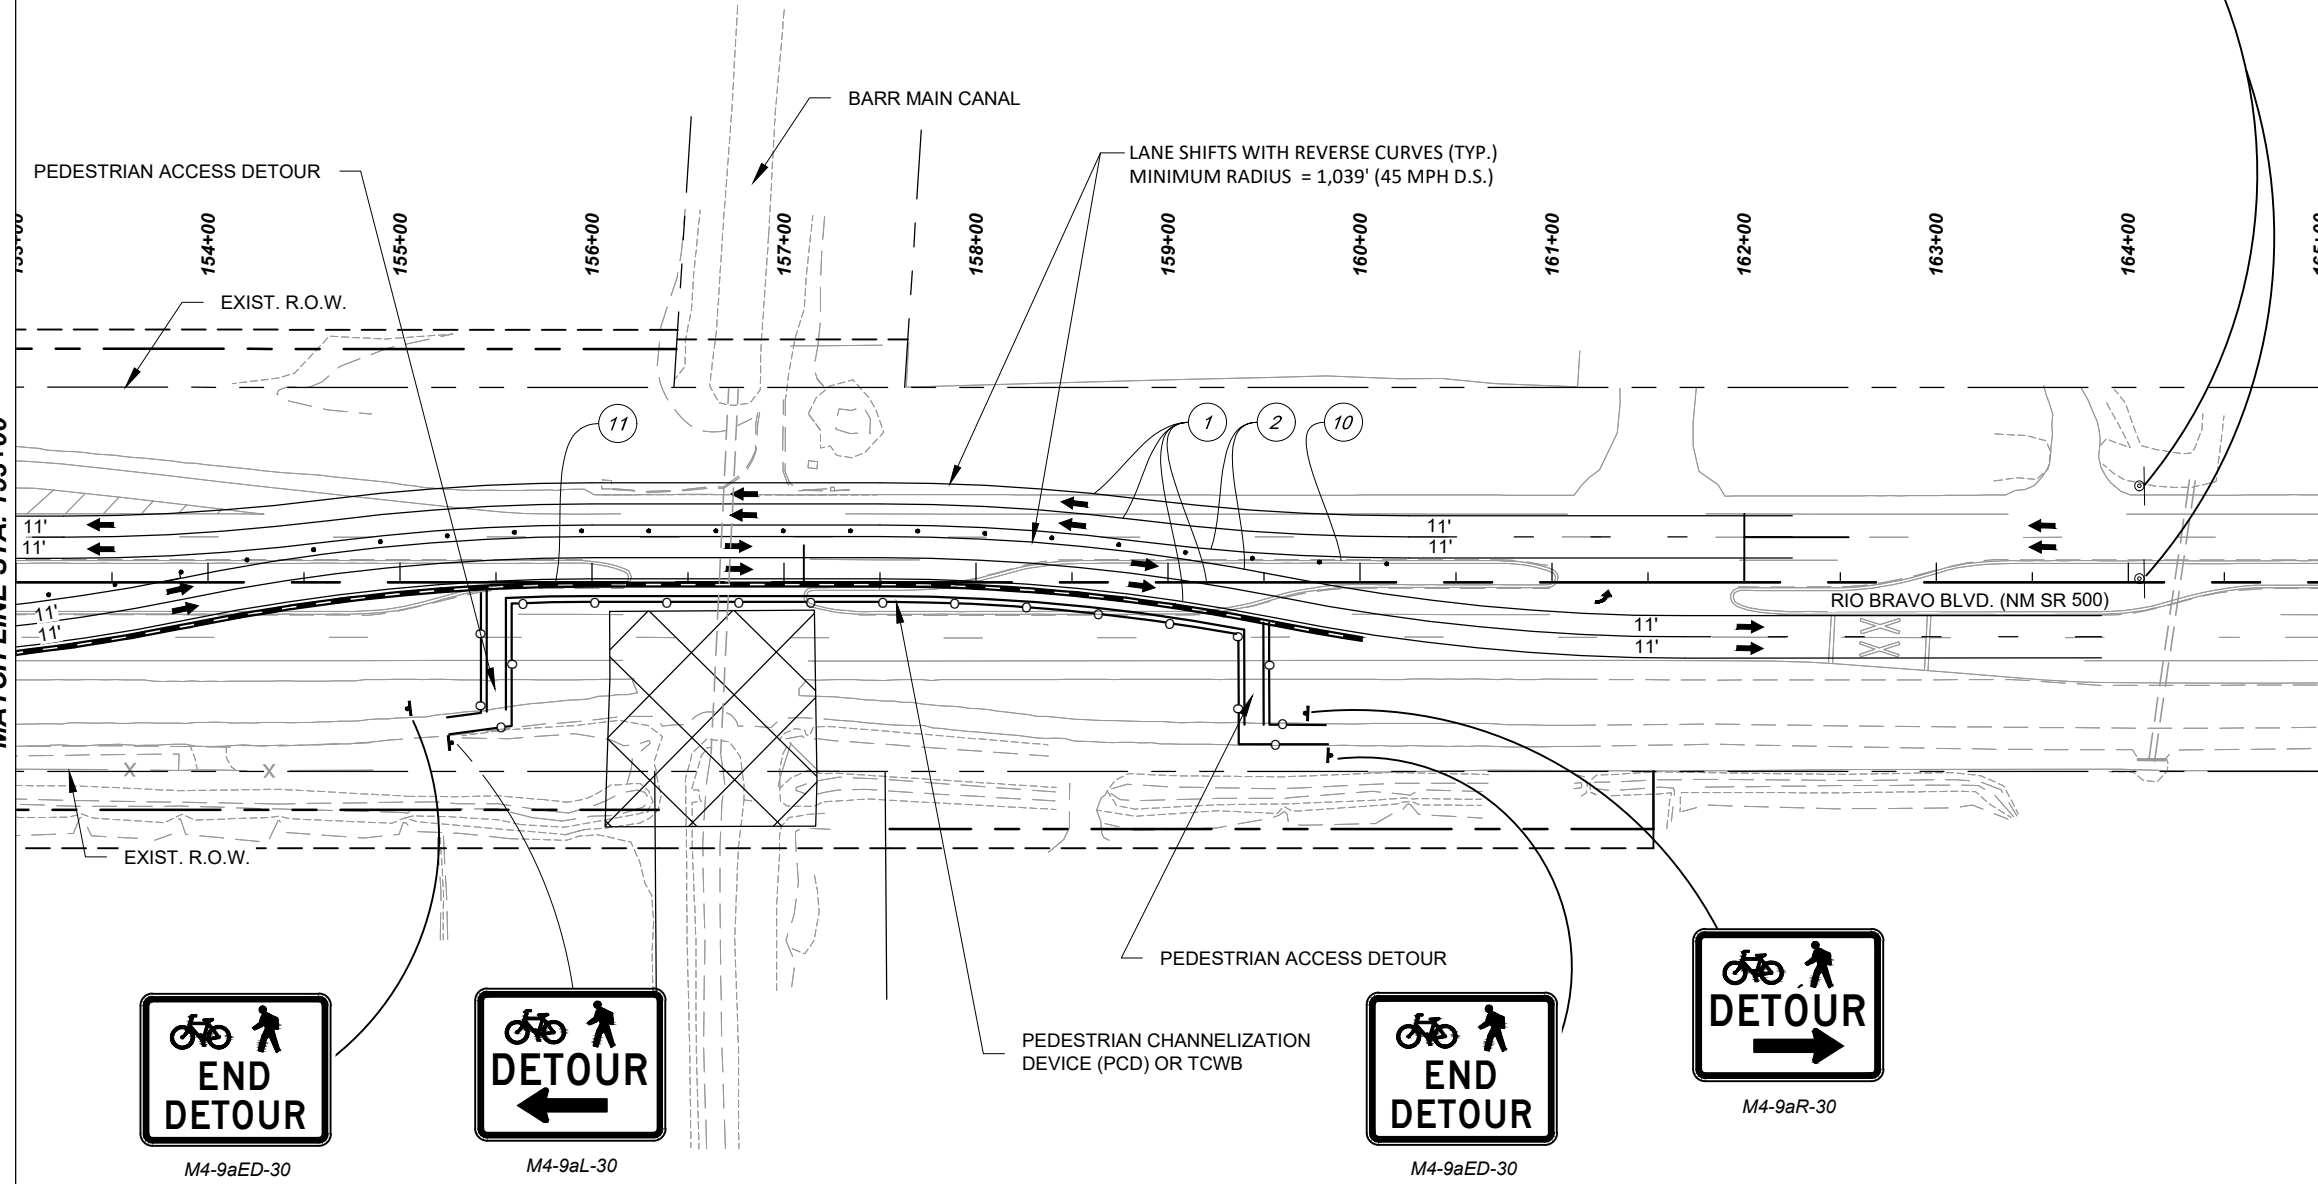 BARR MAIN CANAL
LANE SHIFTS WITH REVERSE CURVES (TYP.)
MINIMUM RADIUS = 1,039' (45 MPH D.S.)
PEDESTRIAN ACCESS DETOUR
154+00
155+00
156+00
157+00
158+00
159+00
160+00
161+00
162+00
163+00
164+00
EXIST. R.O.W.
11
1
2
10
11'
11'
11'
11'
11'
11'
11'
11'
RIO BRAVO BLVD. (NM SR 500)
X
X
EXIST. R.O.W.
PEDESTRIAN ACCESS DETOUR
PEDESTRIAN CHANNELIZATION
DEVICE (PCD) OR TCWB
END
DETOUR
M4-9aED-30
DETOUR
M4-9aL-30
END
DETOUR
M4-9aED-30
DETOUR
M4-9aR-30